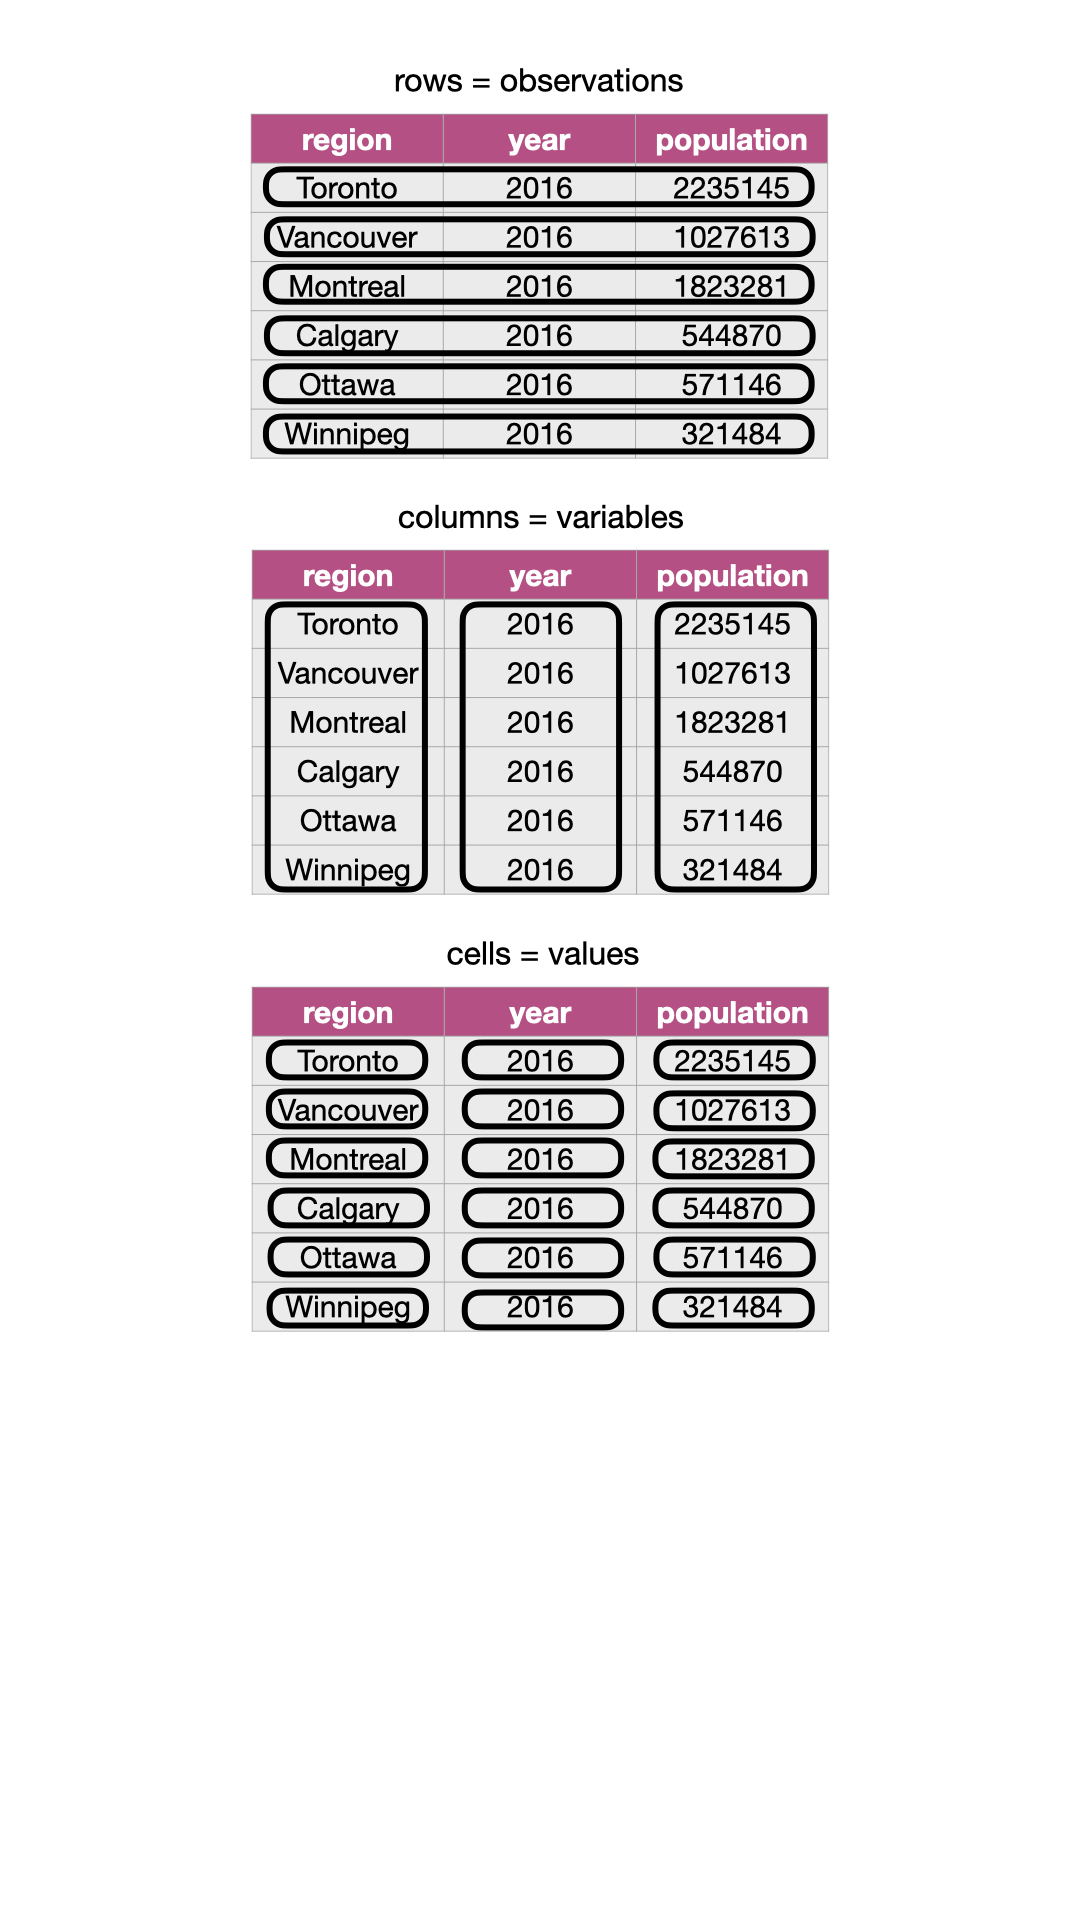 rows = observations
region year population
Toronto 2016 2235145
Vancouver 2016 1027613
Montreal 2016 1823281
Calgary 2016 544870
Ottawa 2016 571146
Winnipeg 2016 321484
columns = variables
region year population
Toronto 2016 2235145
Vancouver 2016 1027613
Montreal 2016 1823281
Calgary 2016 544870
Ottawa 2016 571146
Winnipeg 2016 321484
cells = values
region year population
Toronto 2016 2235145
Vancouver 2016 1027613
Montreal 2016 1823281
Calgary 2016 544870
Ottawa 2016 571146
Winnipeg 2016 321484